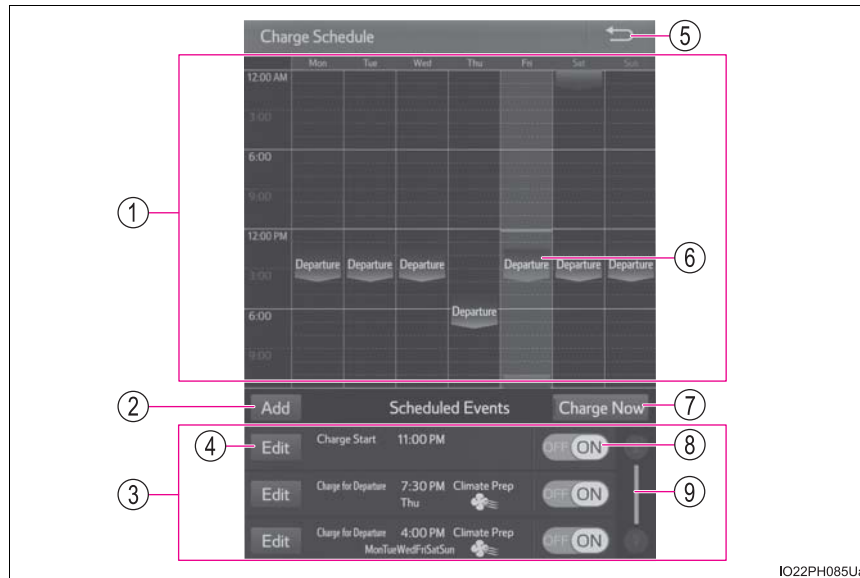 Charge Schedule
5
Mon Tue Wed Thu Fri Sat Sun
12:00 AM
3:00
6:00
1
9:00
12:00 PM
Departure Departure Departure Departure Departure Departure
6
3:00
Departure
6:00
9:00
2
Add Scheduled Events Charge Now
7
4
Edit Charge Start 11:00 PM OFF ON
8
3
Edit Charge for Departure 7:30 PM Climate Prep OFF ON
Thu
9
Edit Charge for Departure 4:00 PM Climate Prep OFF ON
MonTueWedFriSatSun
IO22PH085Ua